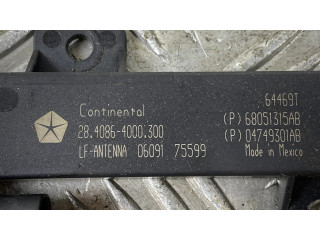 Continental
28.4086-4000.300
LF-ANTENNA 06091 75599
64469T
(P) 68051315AB
(P) 04749301AB
Made in Mexico